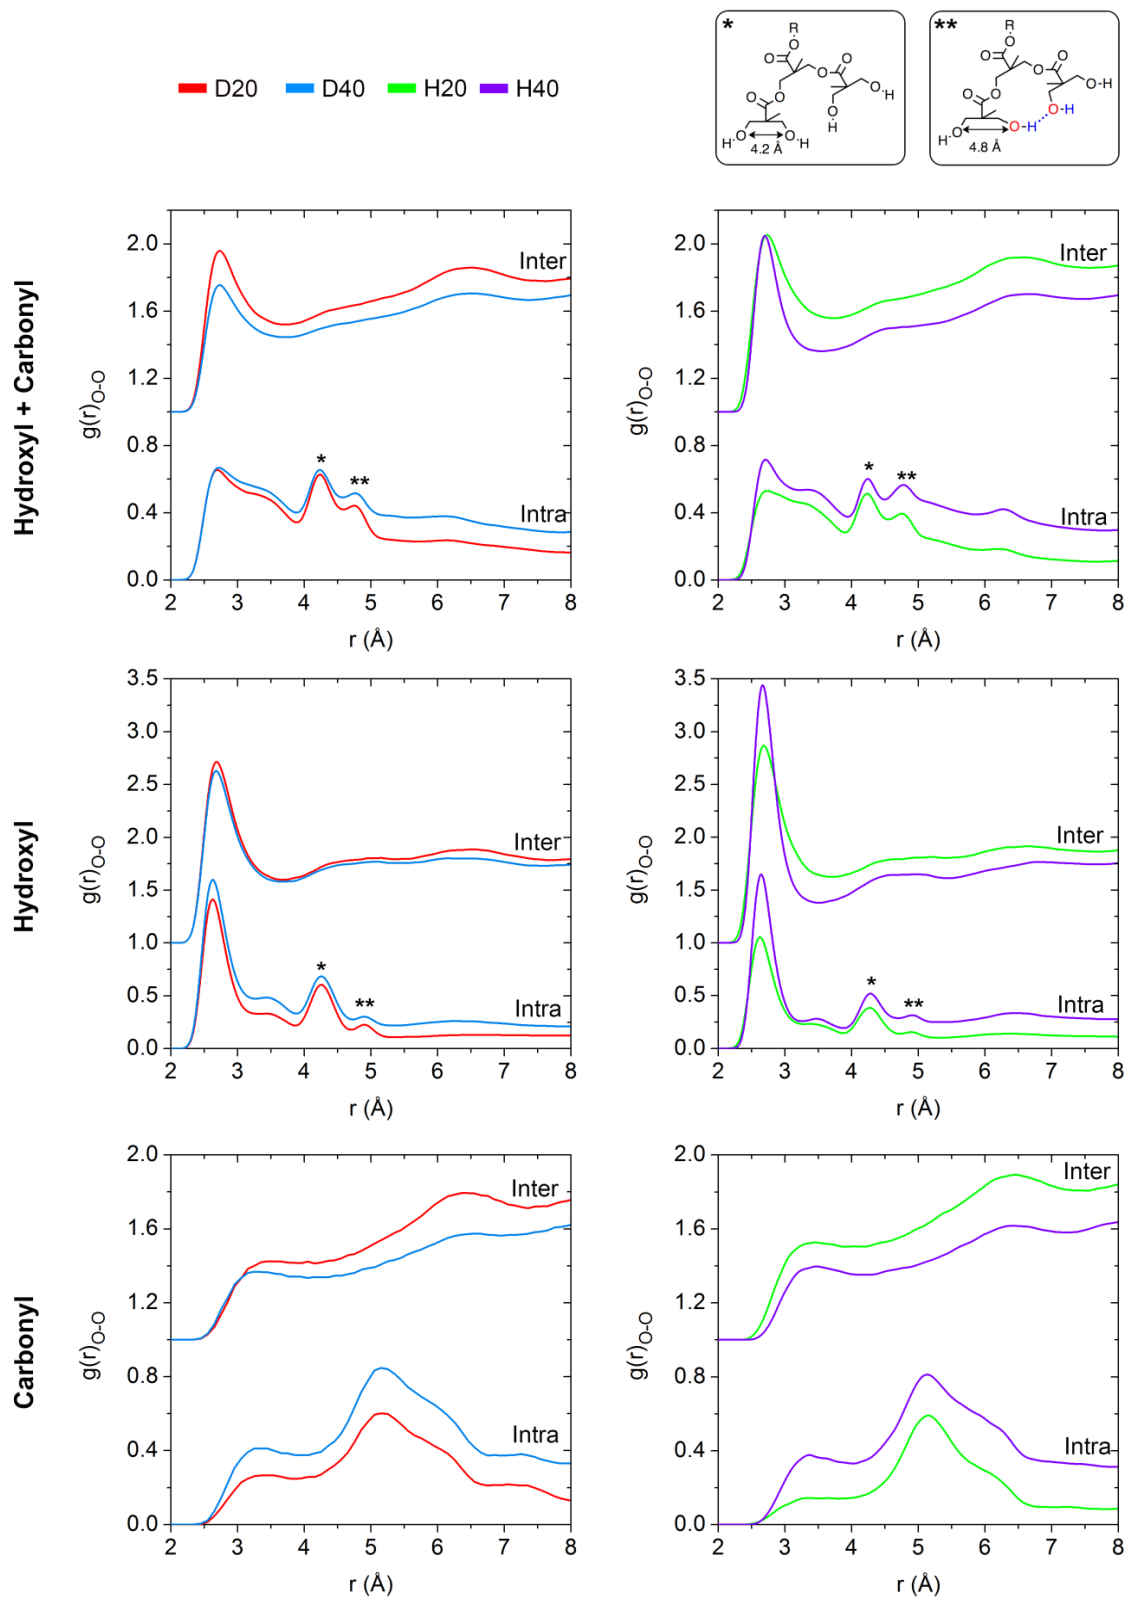 * **
R R
O O
O O O O
O O O-H O O O-H
O OH O O-H
O O
H
HO OH HO O-H
4.2 Å 4.8 Å
D20 D40 H20 H40
Hydroxyl + Carbonyl
g(r)O-O
2.0
1.6
1.2
0.8
0.4
0.0
Inter
* **
Intra
2 3 4 5 6 7 8
r (Å)
g(r)O-O
2.0
1.6
1.2
0.8
0.4
0.0
Inter
* **
Intra
2 3 4 5 6 7 8
r (Å)
Hydroxyl
g(r)O-O
3.5
3.0
2.5
2.0
1.5
1.0
0.5
0.0
Inter
* **
Intra
2 3 4 5 6 7 8
r (Å)
g(r)O-O
3.5
3.0
2.5
2.0
1.5
1.0
0.5
0.0
Inter
* **
Intra
2 3 4 5 6 7 8
r (Å)
Carbonyl
g(r)O-O
2.0
1.6
1.2
0.8
0.4
0.0
Inter
Intra
2 3 4 5 6 7 8
r (Å)
g(r)O-O
2.0
1.6
1.2
0.8
0.4
0.0
Inter
Intra
2 3 4 5 6 7 8
r (Å)